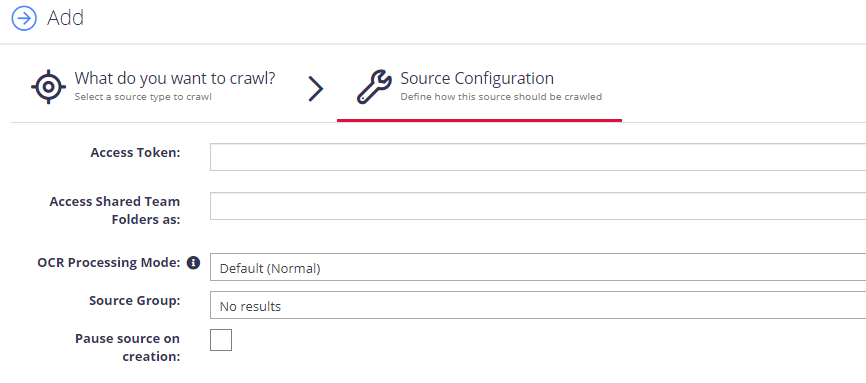 Add
What do you want to crawl?
Select a source type to crawl
Source Configuration
Define how this source should be crawled
Access Token:
Access Shared Team
Folders as:
OCR Processing Mode:
Default (Normal)
Source Group:
No results
Pause source on
creation: